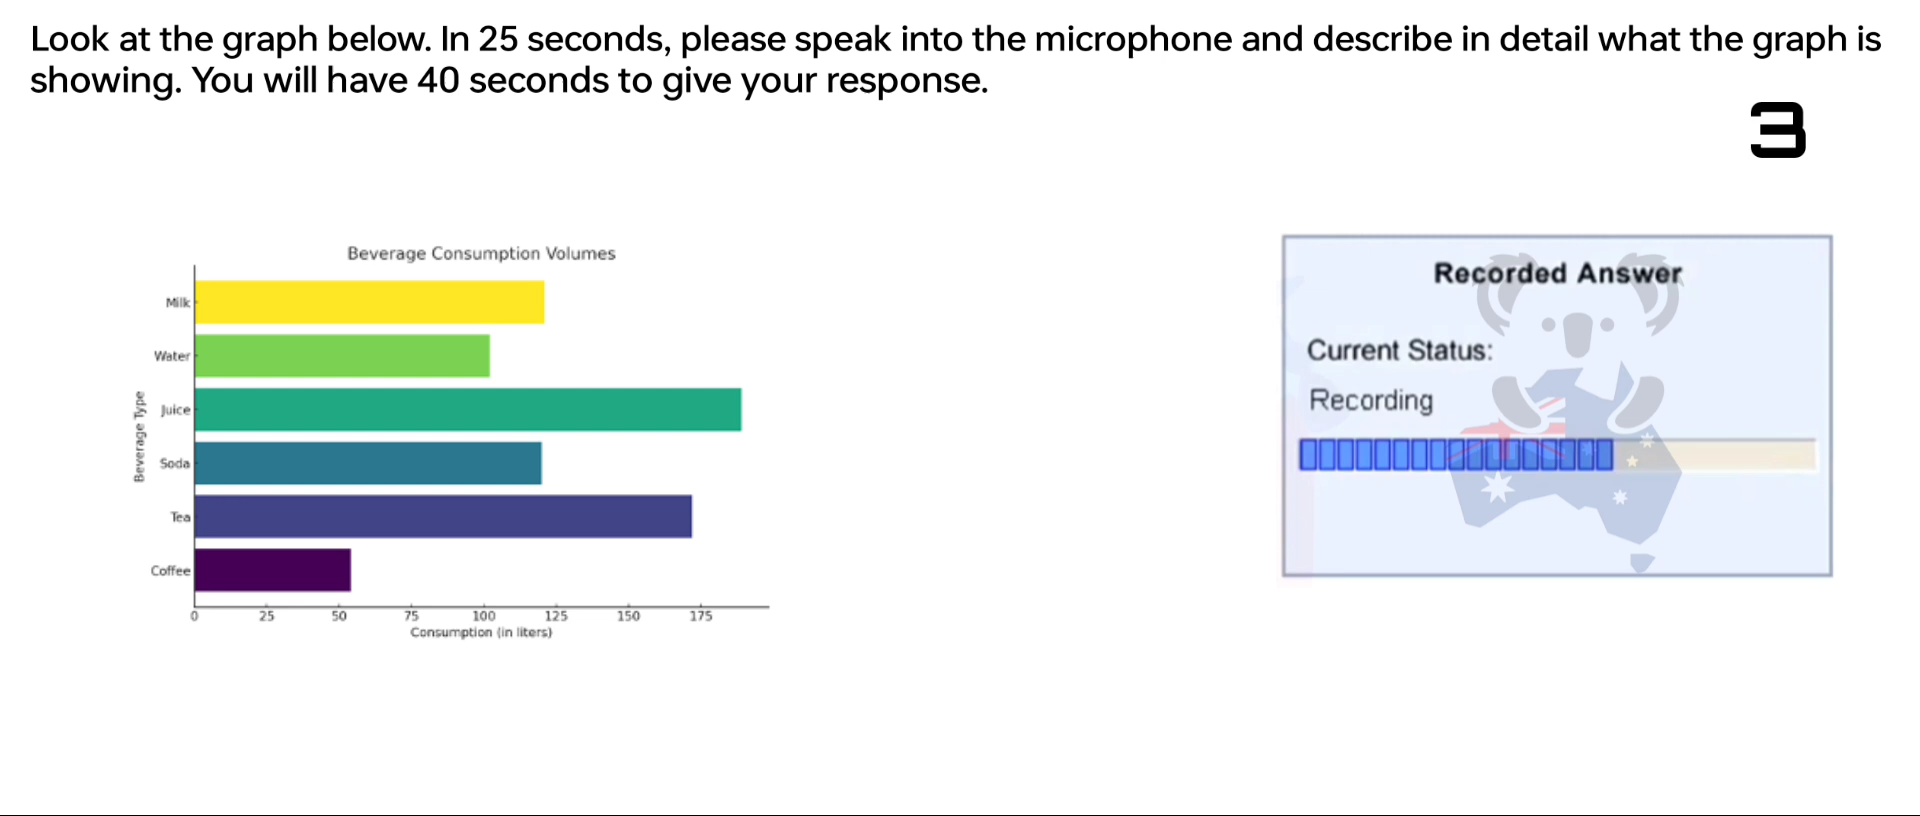 Look at the graph below. In 25 seconds, please speak into the microphone and describe in detail what the graph is
showing. You will have 40 seconds to give your response.
3
Beverage Consumption Volumes
Beverage Type
Milk
Water
Juice
Soda
Tea
Coffee
0 25 50 75 100 125 150 175
Consumption (in liters)
Recorded Answer
Current Status:
Recording